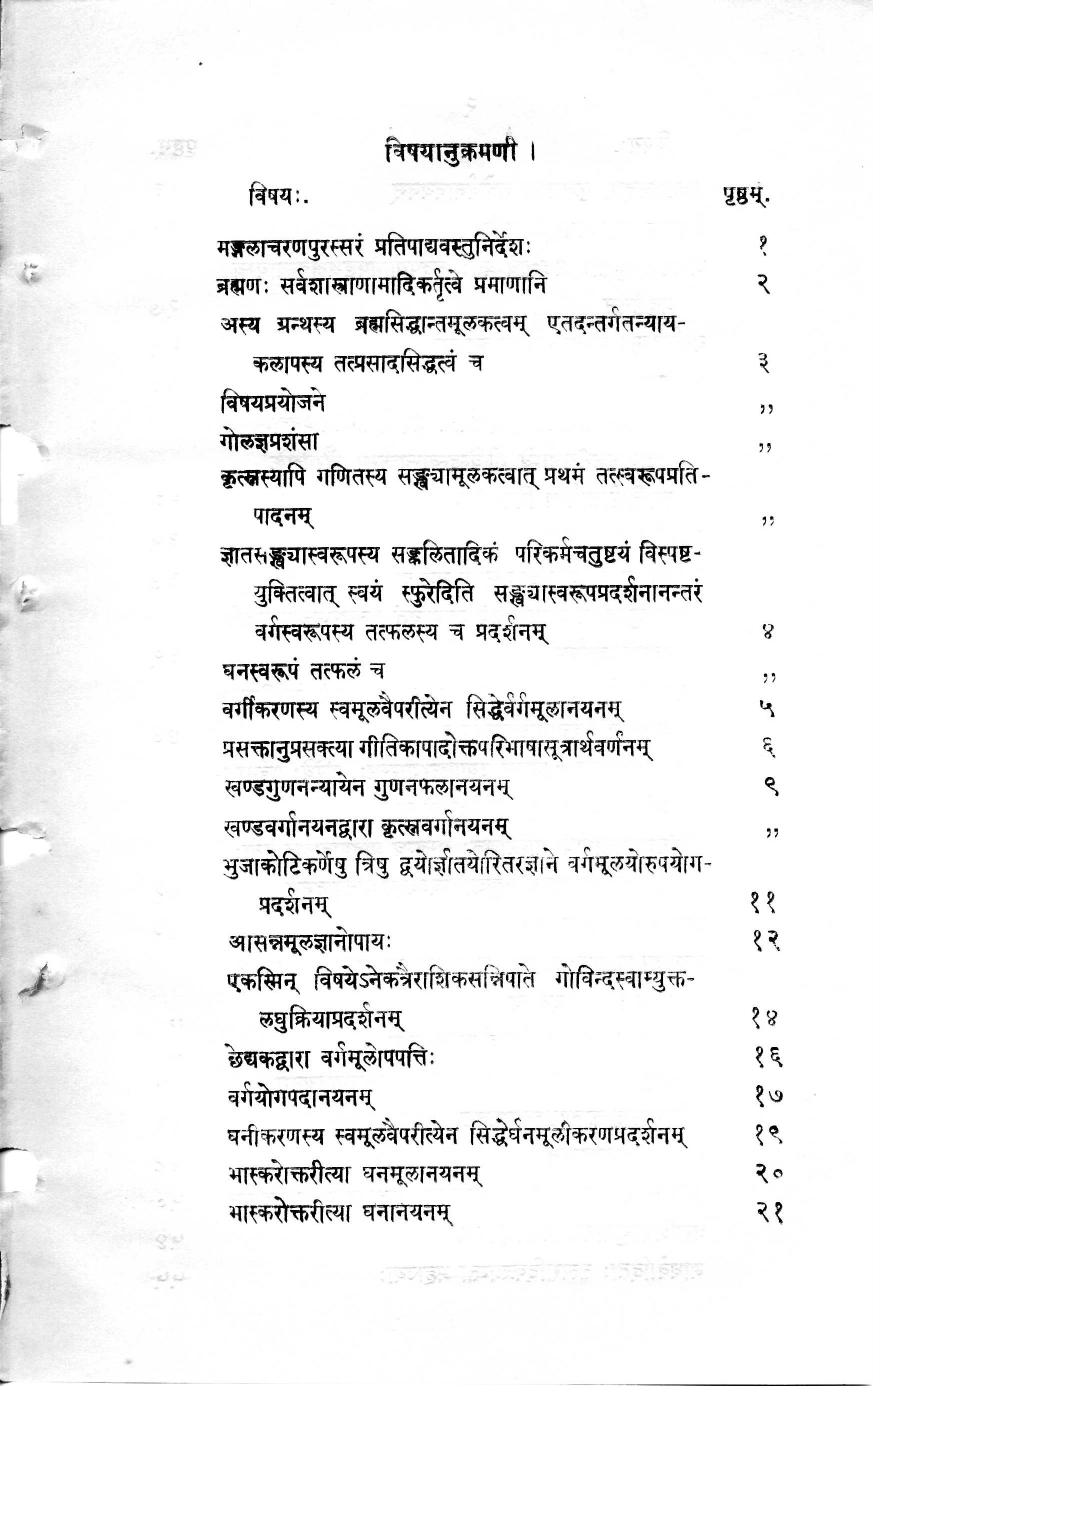 विषयानुक्रमणी ।
विषयः. पृष्ठम्.
मङ्गलाचरणपुरस्सरं प्रतिपाद्यवस्तुनिर्देशः १
ब्रह्मणः सर्वशास्त्राणामादिकर्तृत्वे प्रमाणानि २
अस्य ग्रन्थस्य ब्रह्मसिद्धान्तमूलकत्वम् एतदन्तर्गतन्याय-
कलापस्य तत्प्रसादसिद्धत्वं च ३
विषयप्रयोजने ,,
गोलज्ञप्रशंसा ,,
कृत्स्नस्यापि गणितस्य सङ्ख्यामूलकत्वात् प्रथमं तत्स्वरूपप्रति-
पादनम् ,,
ज्ञातसङ्ख्यास्वरूपस्य सङ्कलितादिकं परिकर्मचतुष्टयं विस्पष्ट-
युक्तित्वात् स्वयं स्फुरेदिति सङ्ख्यास्वरूपप्रदर्शनानन्तरं
वर्गस्वरूपस्य तत्फलस्य च प्रदर्शनम् ४
घनस्वरूपं तत्फलं च ,,
वर्गीकरणस्य स्वमूलवैपरीत्येन सिद्धेर्वर्गमूलानयनम् ५
प्रसक्तानुप्रसक्त्या गीतिकापादोक्तपरिभाषासूत्रार्थवर्णनम् ६
खण्डगुणनन्यायेन गुणनफलानयनम् ९
खण्डवर्गानयनद्वारा कृत्स्नवर्गानयनम् ,,
भुजाकोटिकर्णेषु त्रिषु द्वयोर्ज्ञातयोरितरज्ञाने वर्गमूलयोरुपयोग-
प्रदर्शनम् ११
आसन्नमूलज्ञानोपायः १२
एकस्मिन् विषयेऽनेकत्रैराशिकसन्निपाते गोविन्दस्वाम्युक्त-
लघुक्रियाप्रदर्शनम् १४
छेद्यकद्वारा वर्गमूलोपपत्तिः १६
वर्गयोगपदानयनम् १७
घनीकरणस्य स्वमूलवैपरीत्येन सिद्धेर्घनमूलीकरणप्रदर्शनम् १९
भास्करोक्तरीत्या घनमूलानयनम् २०
भास्करोक्तरीत्या घनानयनम् २१